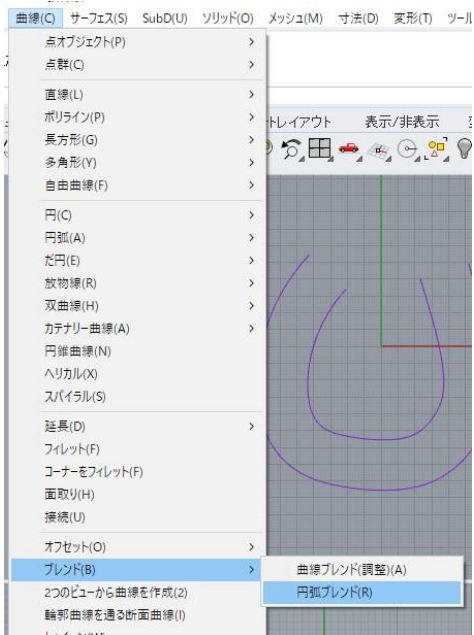 曲線(C) サーフェス(S) SubD(U) ソリッド(O) メッシュ(M) 寸法(D) 変形(T) ツール
点オブジェクト(P)
点群(C)
直線(L)
ポリライン(P)
長方形(G)
多角形(Y)
自由曲線(F)
トレイアウト 表示/非表示
円(C)
円弧(A)
だ円(E)
放物線(R)
双曲線(H)
カテナリー曲線(A)
円錐曲線(N)
ヘリカル(X)
スパイラル(S)
延長(D)
フィレット(F)
コーナーをフィレット(F)
面取り(H)
接続(U)
オフセット(O)
ブレンド(B)
曲線ブレンド(調整)(A)
円弧ブレンド(R)
2つのビューから曲線を作成(2)
輪郭曲線を通る断面曲線(I)